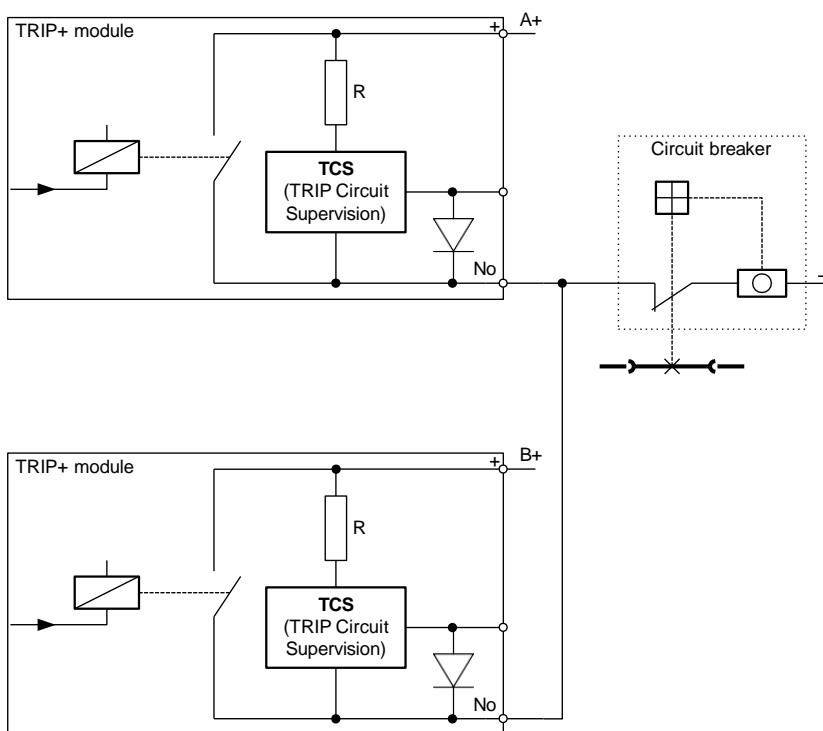 TRIP+ module
+
A+
R
TCS
(TRIP Circuit
Supervision)
No
Circuit breaker
-
TRIP+ module
+
B+
R
TCS
(TRIP Circuit
Supervision)
No